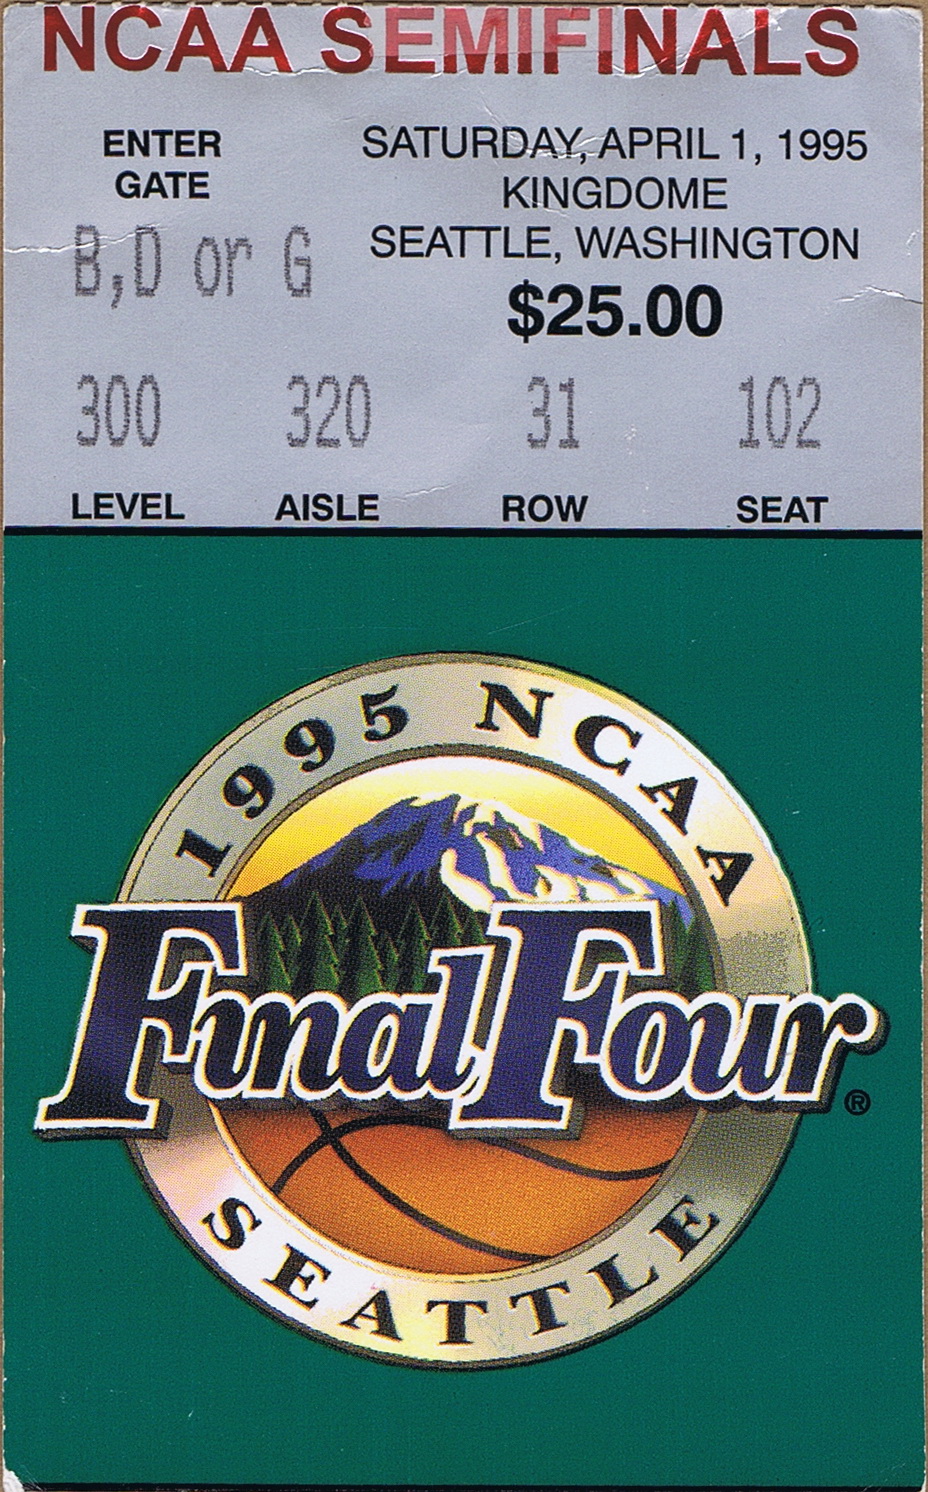 NCAA SEMIFINALS
ENTER
GATE
B,D or G
SATURDAY, APRIL 1, 1995
KINGDOME
SEATTLE, WASHINGTON
$25.00
300 320 31 102
LEVEL AISLE ROW SEAT
1995 NCAA
Final Four®
SEATTLE